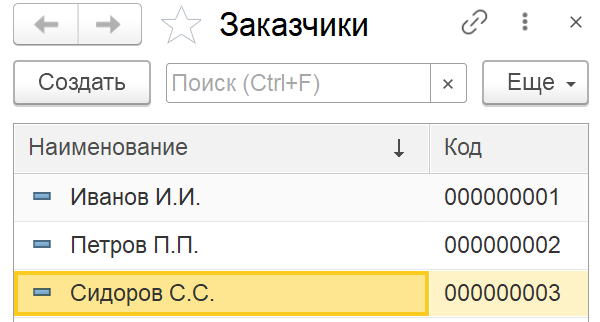 Заказчики
Создать Поиск (Ctrl+F) × Еще
Наименование ↓ Код
Иванов И.И. 000000001
Петров П.П. 000000002
Сидоров С.С. 000000003